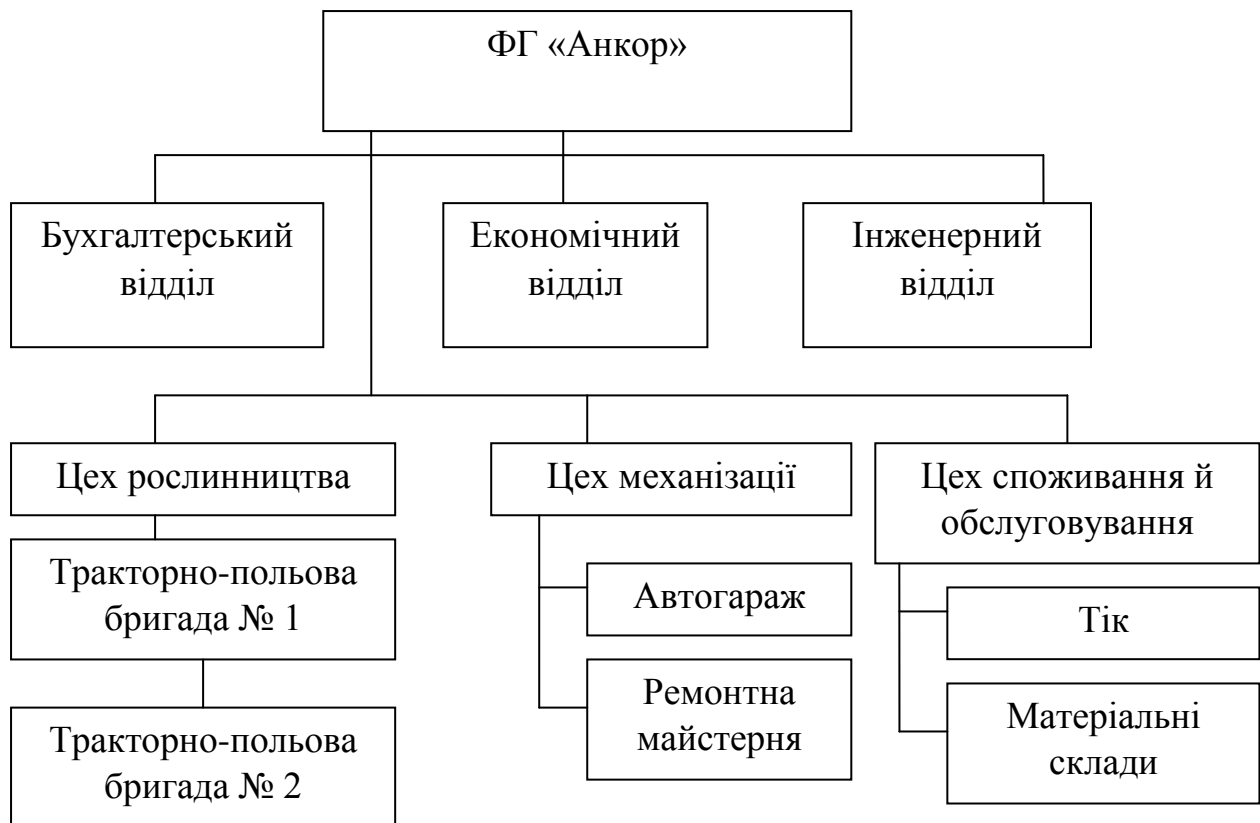 ФГ «Анкор»
Бухгалтерський
відділ
Економічний
відділ
Інженерний
відділ
Цех рослинництва
Тракторно-польова
бригада № 1
Тракторно-польова
бригада № 2
Цех механізації
Автогараж
Ремонтна
майстерня
Цех споживання й
обслуговування
Тік
Матеріальні
склади